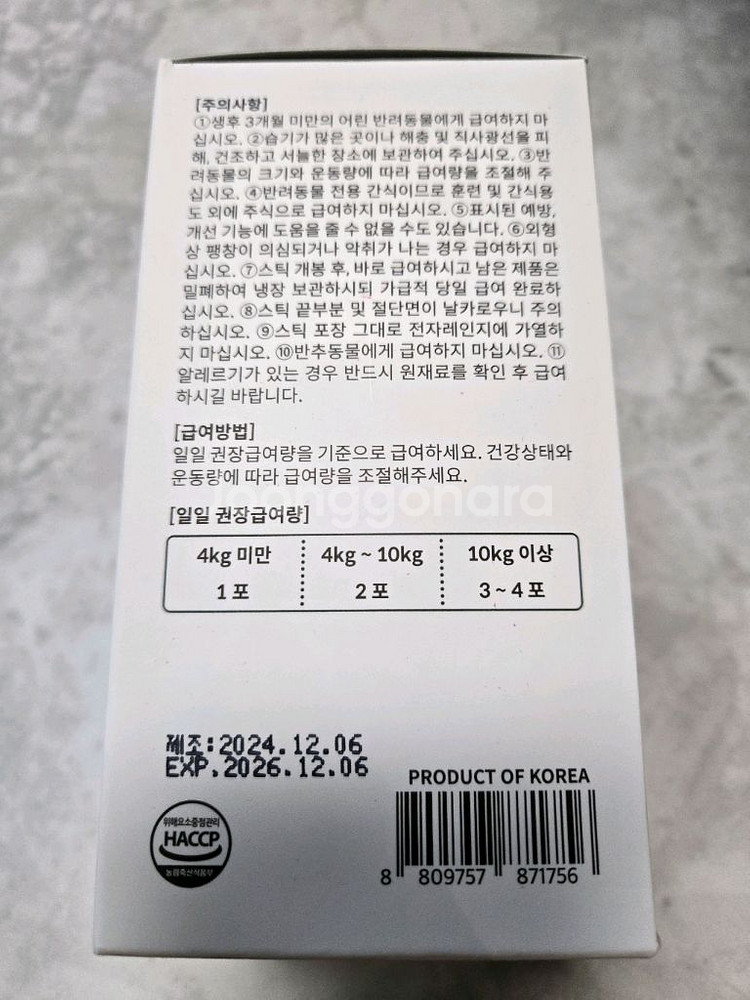 [주의사항]
①생후 3개월 미만의 어린 반려동물에게 급여하지 마
십시오. ②습기가 많은 곳이나 해충 및 직사광선을 피
해, 건조하고 서늘한 장소에 보관하여 주십시오. ③반
려동물의 크기와 운동량에 따라 급여량을 조절해 주
십시오. ④반려동물 전용 간식이므로 훈련 및 간식용
도 외에 주식으로 급여하지 마십시오. ⑤표시된 예방,
개선 기능에 도움을 줄 수 없을 수도 있습니다. ⑥외형
상 팽창이 의심되거나 악취가 나는 경우 급여하지 마
십시오. ⑦스틱 개봉 후, 바로 급여하시고 남은 제품은
밀폐하여 냉장 보관하시되 가급적 당일 급여 완료하
십시오. ⑧스틱 끝부분 및 절단면이 날카로우니 주의
하십시오. ⑨스틱 포장 그대로 전자레인지에 가열하
지 마십시오. ⑩반추동물에게 급여하지 마십시오. ⑪
알레르기가 있는 경우 반드시 원재료를 확인 후 급여
하시길 바랍니다.
[급여방법]
일일 권장급여량을 기준으로 급여하세요. 건강상태와
운동량에 따라 급여량을 조절해주세요.
joonggonara
[일일 권장급여량]
4kg 미만 4kg ~ 10kg 10kg 이상
1 포 2 포 3 ~ 4 포
제조:2024.12.06
EXP.2026.12.06
PRODUCT OF KOREA
위해요소중점관리
HACCP
농림축산식품부
8 809757 871756